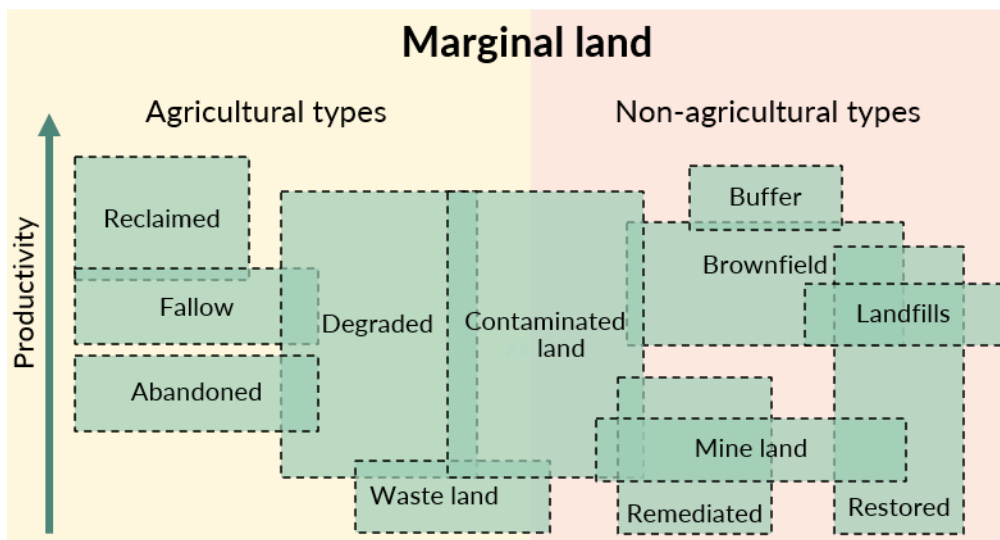 Marginal land
Agricultural types
Non-agricultural types
Productivity
Reclaimed
Fallow
Abandoned
Degraded
Waste land
Contaminated
land
Buffer
Brownfield
Landfills
Mine land
Remediated
Restored